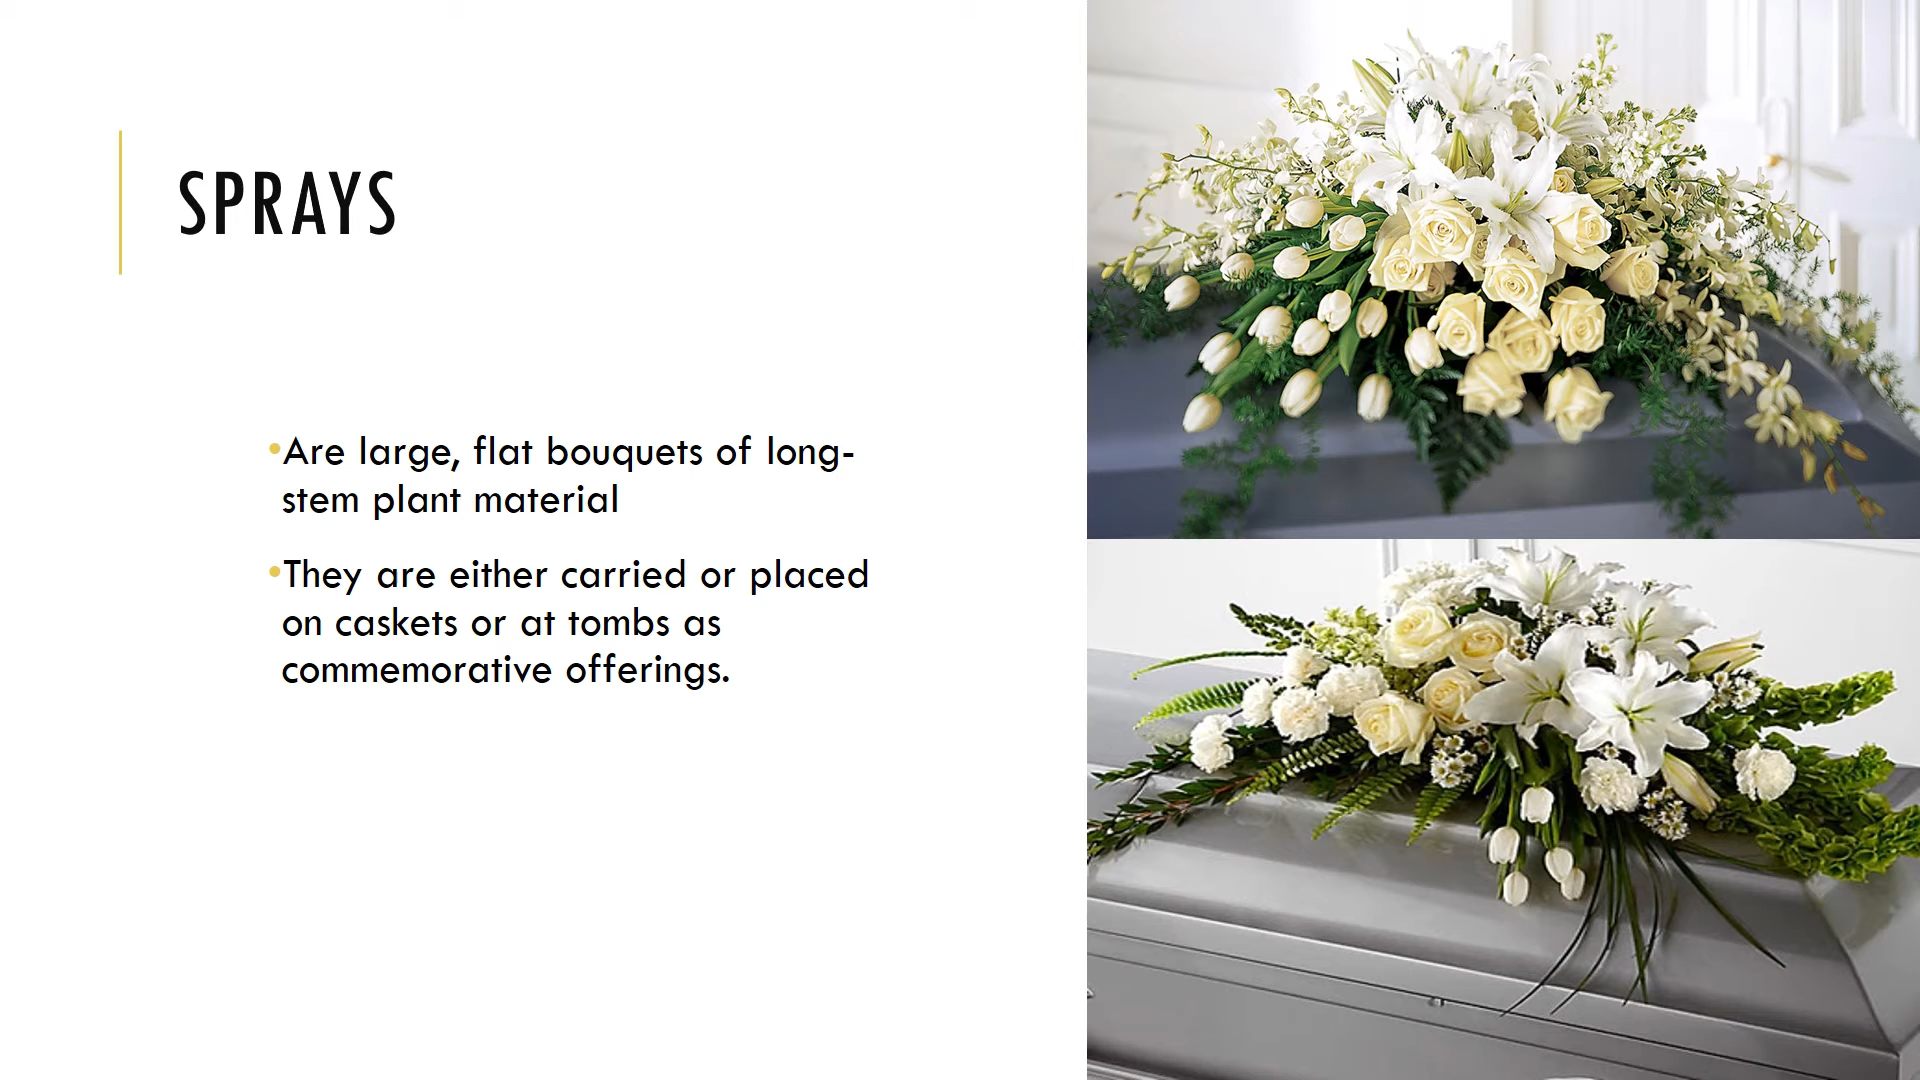 SPRAYS
•Are large, flat bouquets of long-
stem plant material
•They are either carried or placed
on caskets or at tombs as
commemorative offerings.